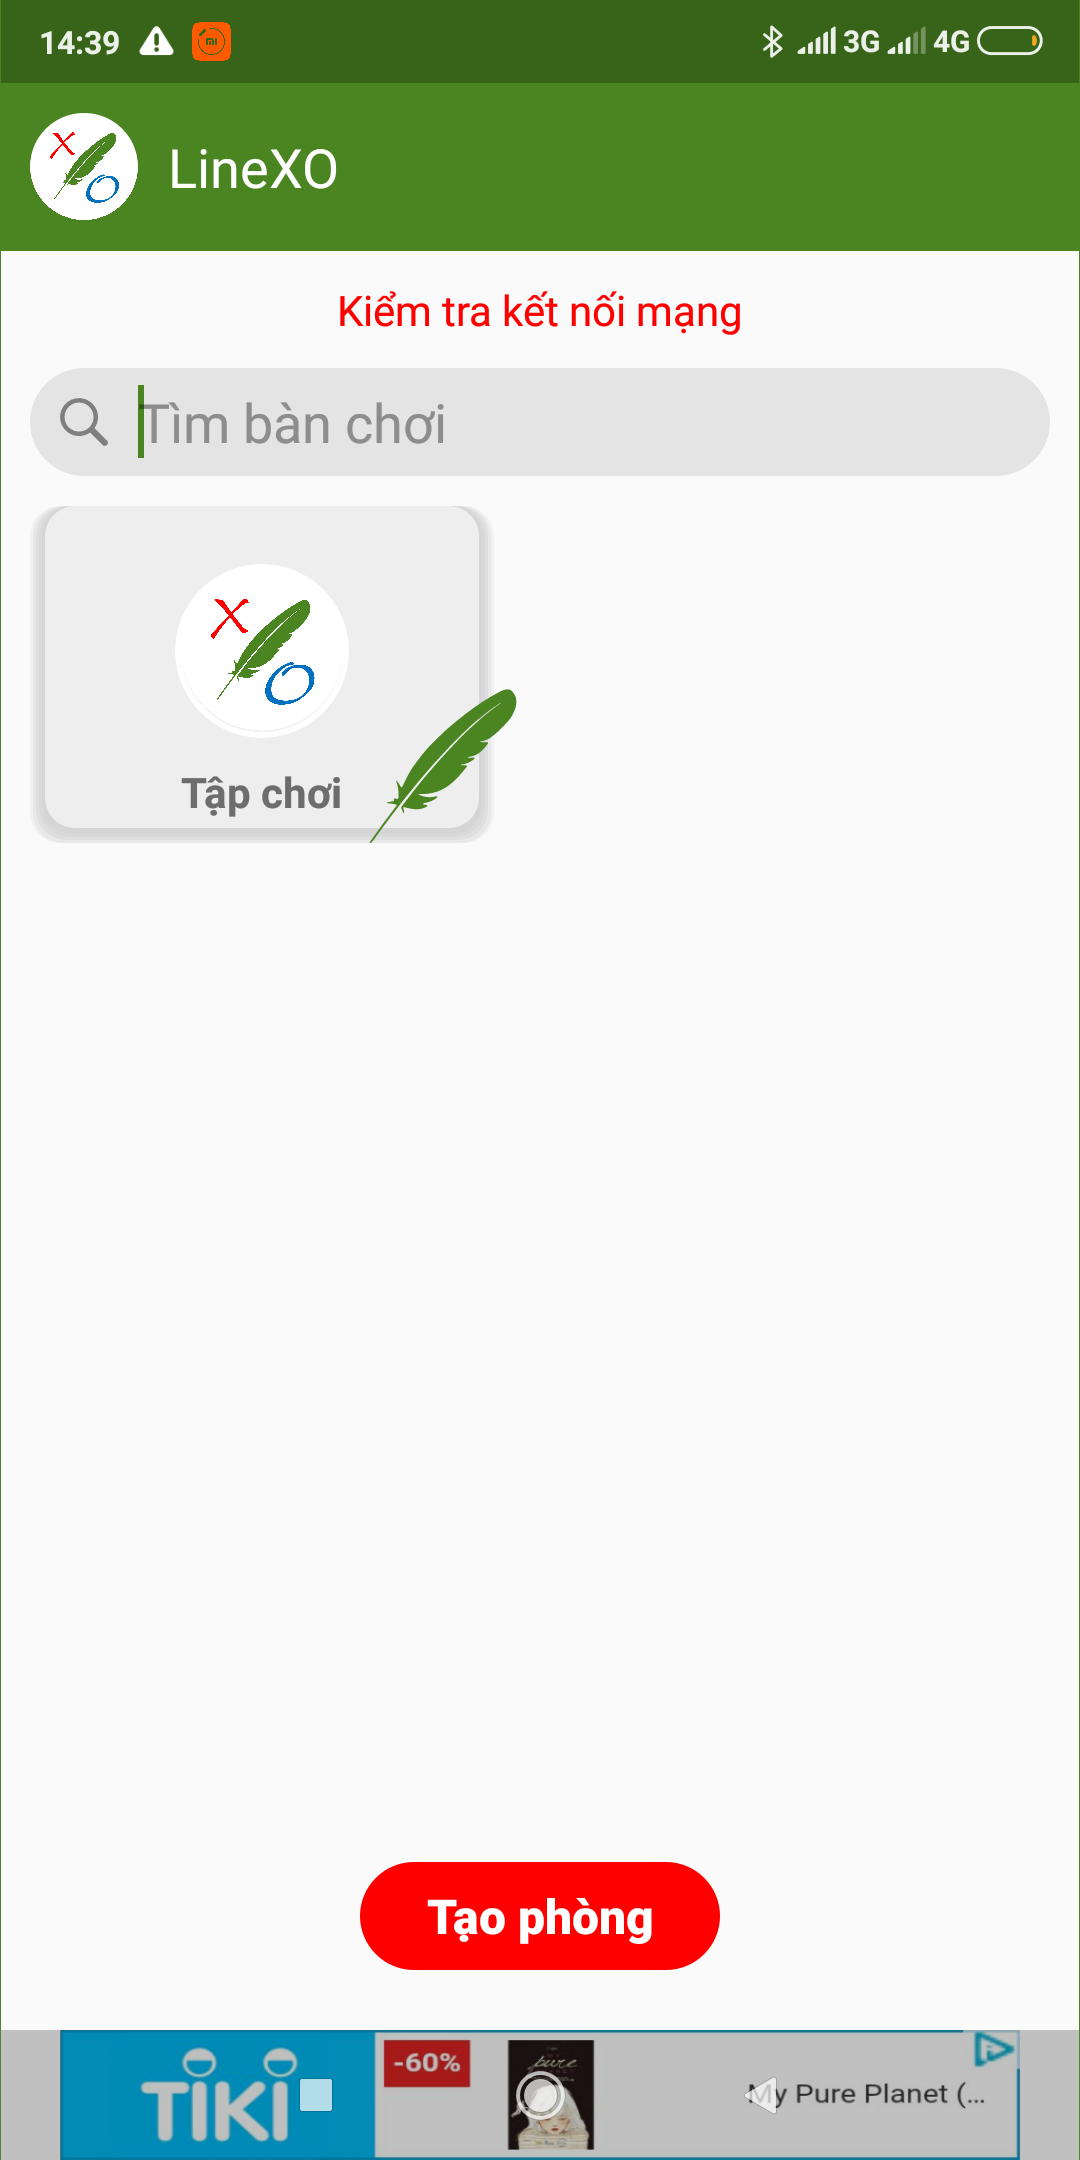 14:39 3G 4G
LineXO
Kiểm tra kết nối mạng
Tìm bàn chơi
Tập chơi
Tạo phòng
TIKI
-60%
pure
My Pure Planet (...